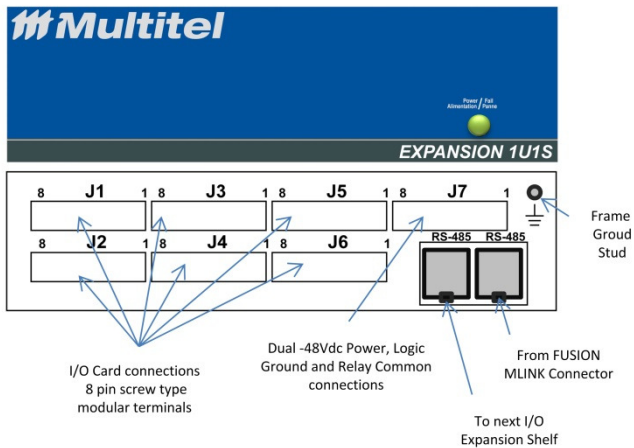 Multitel
Power / Fail
Alimentation / Panne
EXPANSION 1U1S
8 J1 1 8 J3 1 8 J5 1 8 J7 1
8 J2 1 8 J4 1 8 J6 1
RS-485 RS-485
Frame
Groud
Stud
I/O Card connections
8 pin screw type
modular terminals
Dual -48Vdc Power, Logic
Ground and Relay Common
connections
From FUSION
MLINK Connector
To next I/O
Expansion Shelf